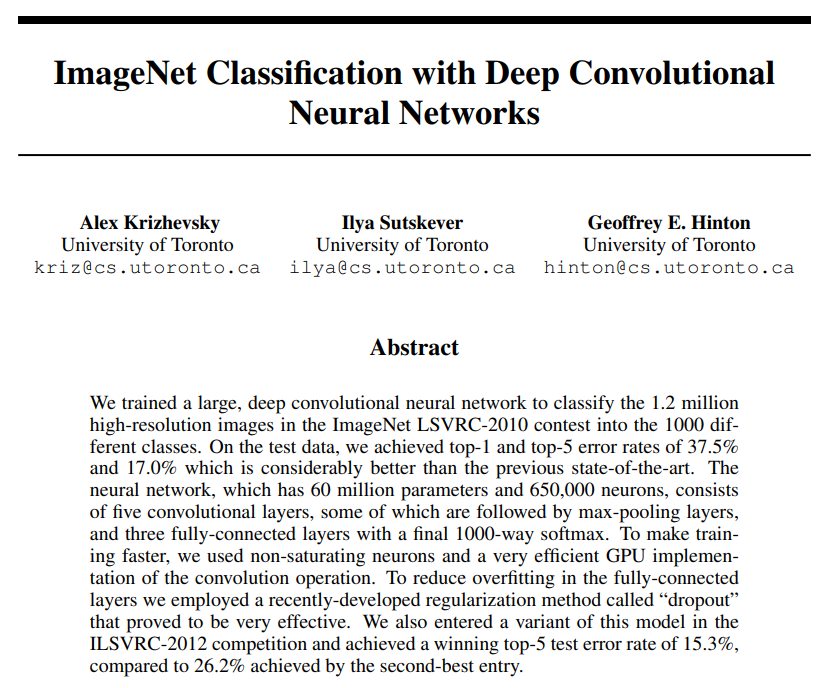 ImageNet Classification with Deep Convolutional
Neural Networks
Alex Krizhevsky
University of Toronto
kriz@cs.utoronto.ca
Ilya Sutskever
University of Toronto
ilya@cs.utoronto.ca
Geoffrey E. Hinton
University of Toronto
hinton@cs.utoronto.ca
Abstract
We trained a large, deep convolutional neural network to classify the 1.2 million
high-resolution images in the ImageNet LSVRC-2010 contest into the 1000 dif-
ferent classes. On the test data, we achieved top-1 and top-5 error rates of 37.5%
and 17.0% which is considerably better than the previous state-of-the-art. The
neural network, which has 60 million parameters and 650,000 neurons, consists
of five convolutional layers, some of which are followed by max-pooling layers,
and three fully-connected layers with a final 1000-way softmax. To make train-
ing faster, we used non-saturating neurons and a very efficient GPU implemen-
tation of the convolution operation. To reduce overfitting in the fully-connected
layers we employed a recently-developed regularization method called “dropout”
that proved to be very effective. We also entered a variant of this model in the
ILSVRC-2012 competition and achieved a winning top-5 test error rate of 15.3%,
compared to 26.2% achieved by the second-best entry.